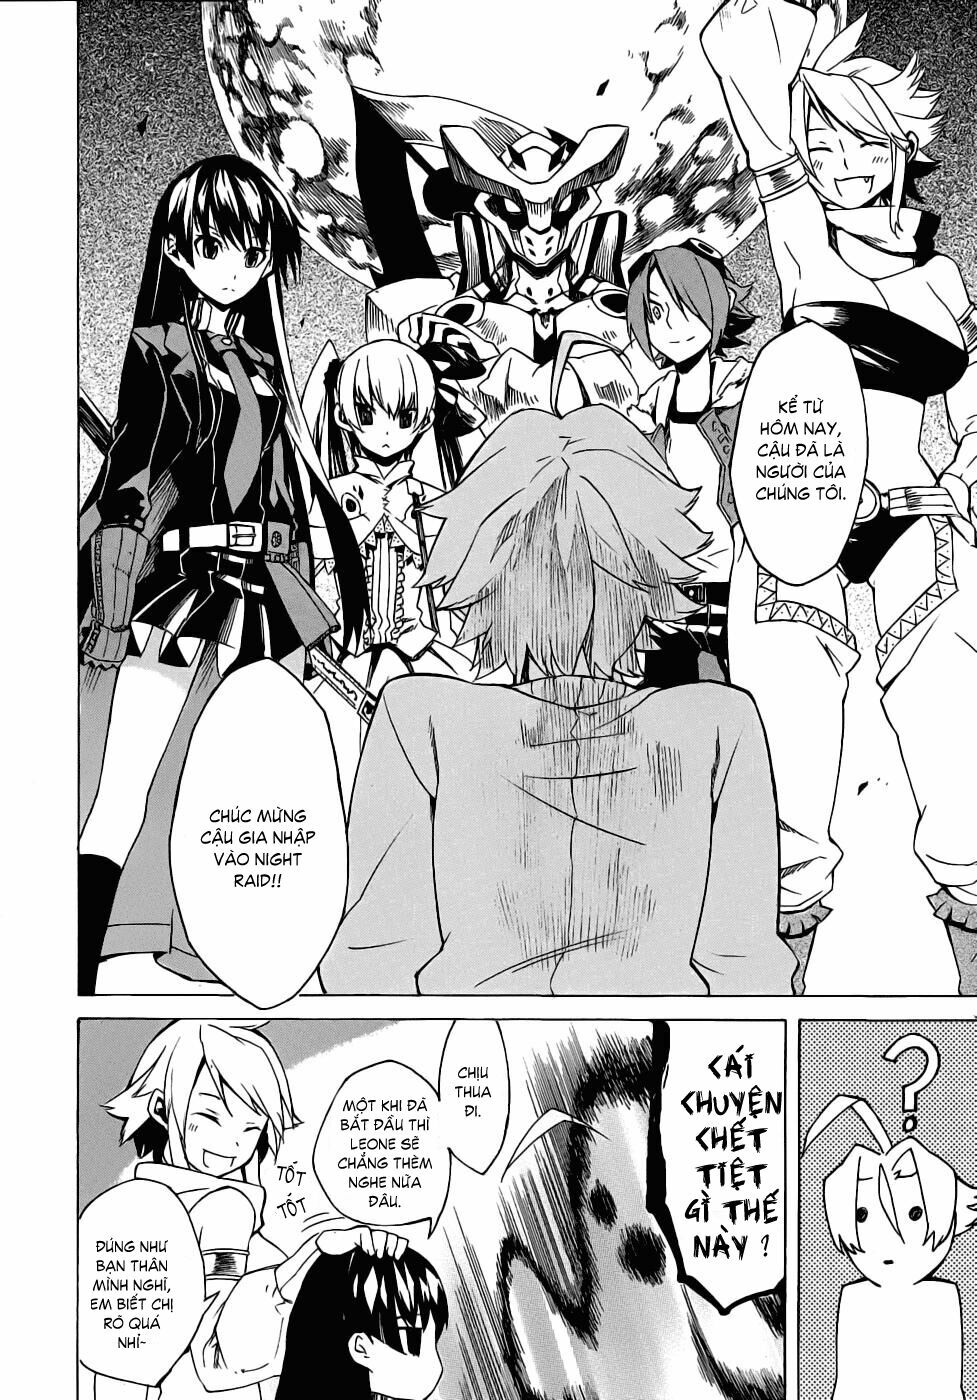 KỂ TỪ
HÔM NAY,
CẬU ĐÃ LÀ
NGƯỜI CỦA
CHÚNG TÔI.
CHÚC MỪNG
CẬU GIA NHẬP
VÀO NIGHT
RAID!!
?
CÁI
CHUYỆN
CHẾT
TIỆT
GÌ THẾ
NÀY ?
CHỊU
THUA
ĐI.
MỘT KHI ĐÃ
BẮT ĐẦU THÌ
LEONE SẼ
CHẲNG THÈM
NGHE NỮA
ĐÂU.
TỐT
TỐT
ĐÚNG NHƯ
BẠN THÂN
MÌNH NGHĨ,
EM BIẾT CHỊ
RÕ QUÁ
NHỈ~